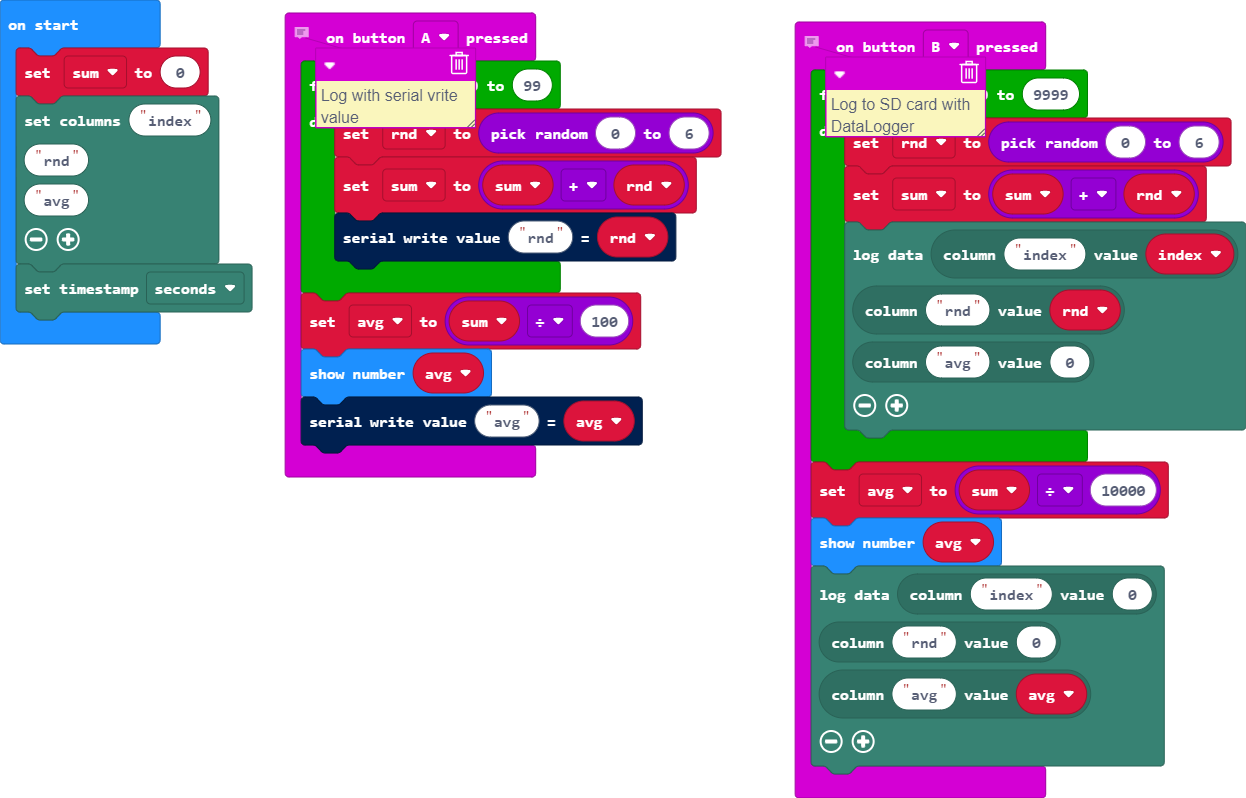 on start
set sum to 0
set columns "index"
"rnd"
"avg"
set timestamp seconds
on button A pressed
Log with serial vrite
value
to 99
set rnd to pick random 0 to 6
set sum to sum + rnd
serial write value "rnd" = rnd
set avg to sum ÷ 100
show number avg
serial write value "avg" = avg
on button B pressed
Log to SD card with
DataLogger
to 9999
set rnd to pick random 0 to 6
set sum to sum + rnd
log data column "index" value index
column "rnd" value rnd
column "avg" value 0
set avg to sum ÷ 10000
show number avg
log data column "index" value 0
column "rnd" value 0
column "avg" value avg